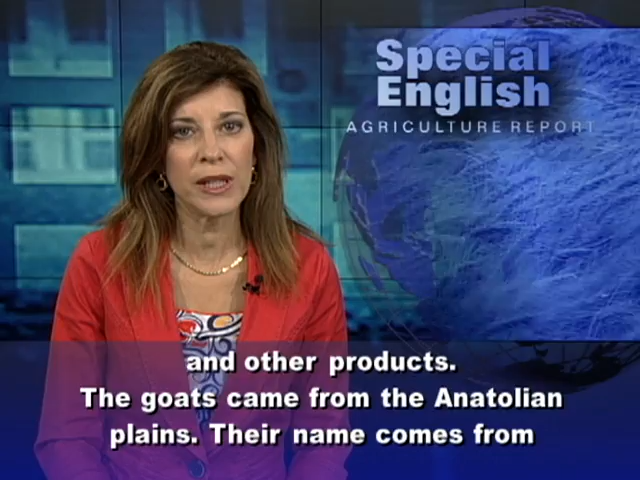 Special
English
AGRICULTURE REPORT
and other products.
The goats came from the Anatolian
plains. Their name comes from